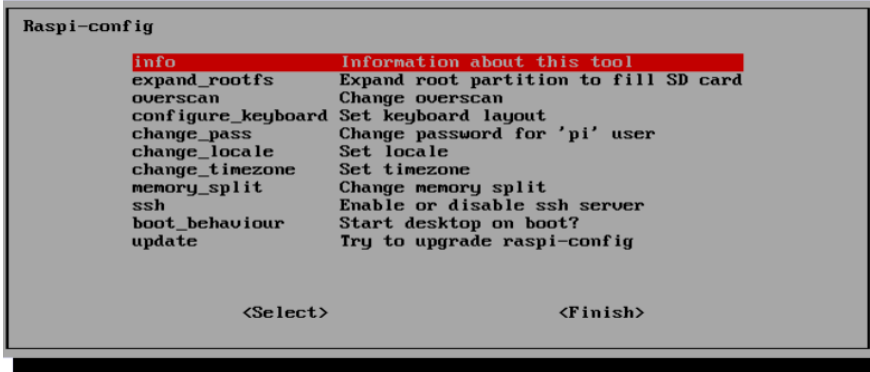 Raspi-config
info Information about this tool
expand_rootfs Expand root partition to fill SD card
overscan Change overscan
configure_keyboard Set keyboard layout
change_pass Change password for 'pi' user
change_locale Set locale
change_timezone Set timezone
memory_split Change memory split
ssh Enable or disable ssh server
boot_behaviour Start desktop on boot?
update Try to upgrade raspi-config
<Select> <Finish>